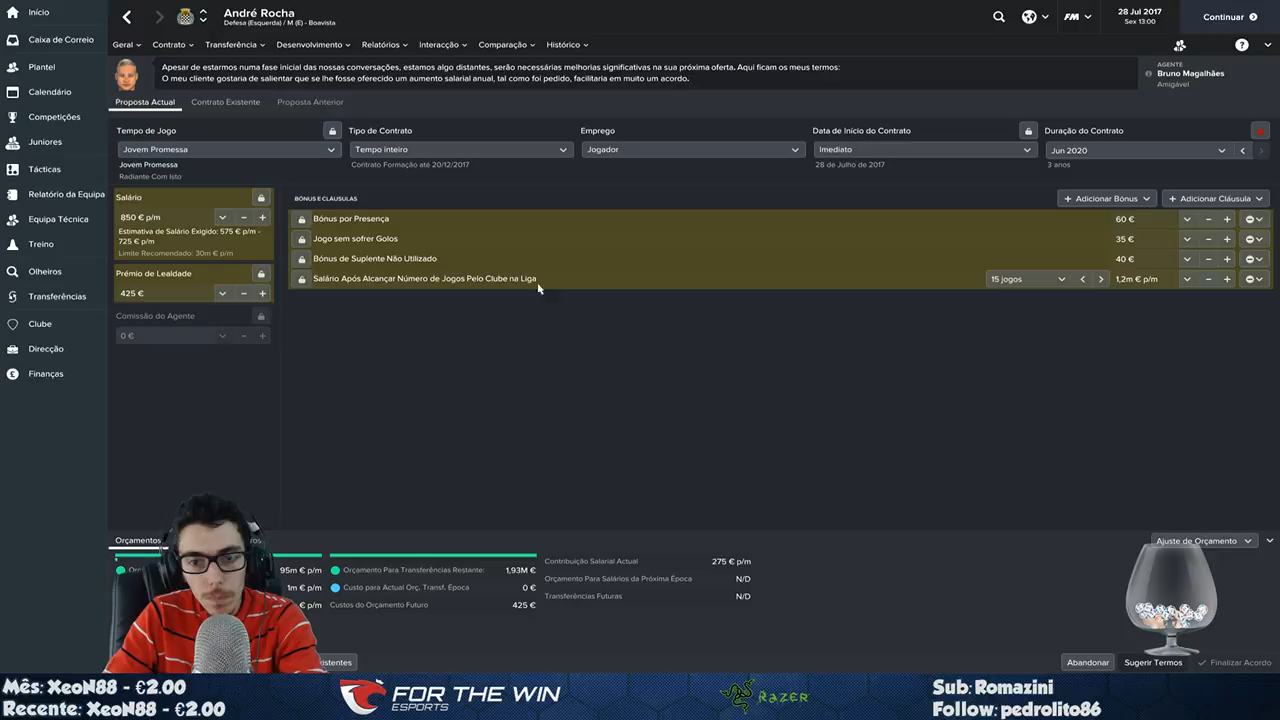 Início
Caixa de Correio
Plantel
Calendário
Competições
Juniores
Tácticas
Relatório da Equipa
Equipa Técnica
Treino
Olheiros
Transferências
Clube
Direcção
Finanças
André Rocha
Defesa (Esquerda) / M (E) - Boavista
FM
28 Jul 2017
Sex 13:00
Continuar
Geral
Contrato
Transferência
Desenvolvimento
Relatórios
Interacção
Comparação
Histórico
Apesar de estarmos numa fase inicial das nossas conversações, estamos algo distantes, serão necessárias melhorias significativas na sua próxima oferta. Aqui ficam os meus termos:
O meu cliente gostaria de salientar que se lhe fosse oferecido um aumento salarial anual, tal como foi pedido, facilitaria em muito um acordo.
AGENTE
Bruno Magalhães
Amigável
Proposta Actual
Contrato Existente
Proposta Anterior
Tempo de Jogo
Jovem Promessa
Jovem Promessa
Radiante Com Isto
Tipo de Contrato
Tempo inteiro
Contrato Formação até 20/12/2017
Emprego
Jogador
Data de Início do Contrato
Imediato
28 de Julho de 2017
Duração do Contrato
Jun 2020
3 anos
Salário
850 € p/m
Estimativa de Salário Exigido: 575 € p/m -
725 € p/m
Limite Recomendado: 30m € p/m
Prémio de Lealdade
425 €
Comissão do Agente
0 €
BÓNUS E CLÁUSULAS
+ Adicionar Bónus
+ Adicionar Cláusula
Bónus por Presença 60 €
Jogo sem sofrer Golos 35 €
Bónus de Suplente Não Utilizado 40 €
Salário Após Alcançar Número de Jogos Pelo Clube na Liga 15 jogos 1,2m € p/m
Orçamentos
Ajuste de Orçamento
95m € p/m
1m € p/m
€ p/m
Orçamento Para Transferências Restante: 1,93M €
Custo para Actual Orç. Transf. Época 0 €
Custos do Orçamento Futuro 425 €
Contribuição Salarial Actual 275 € p/m
Orçamento Para Salários da Próxima Época N/D
Transferências Futuras N/D
istentes
Abandonar
Sugerir Termos
Finalizar Acordo
Mês: XeoN88 - €2.00
Recente: XeoN88 - €2.00
FOR THE WIN
ESPORTS
RAZER
Sub: Romazini
Follow: pedrolito86